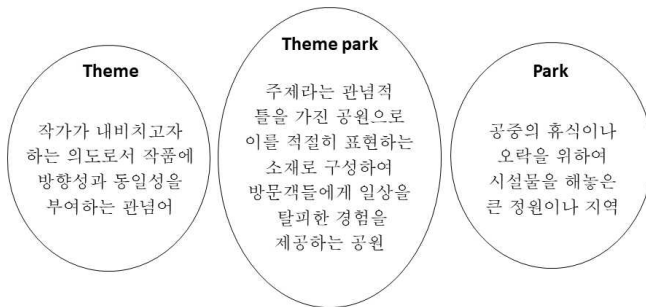 Theme
작가가 내비치고자
하는 의도로서 작품에
방향성과 동일성을
부여하는 관념어
Theme park
주제라는 관념적
틀을 가진 공원으로
이를 적절히 표현하는
소재로 구성하여
방문객들에게 일상을
탈피한 경험을
제공하는 공원
Park
공중의 휴식이나
오락을 위하여
시설물을 해놓은
큰 정원이나 지역